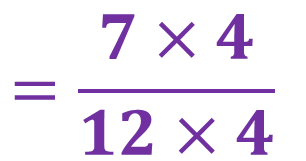 7 × 4
=
12 × 4